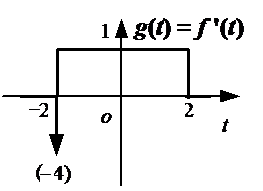 1 g(t) = f'(t)
−2 o 2 t
(−4)